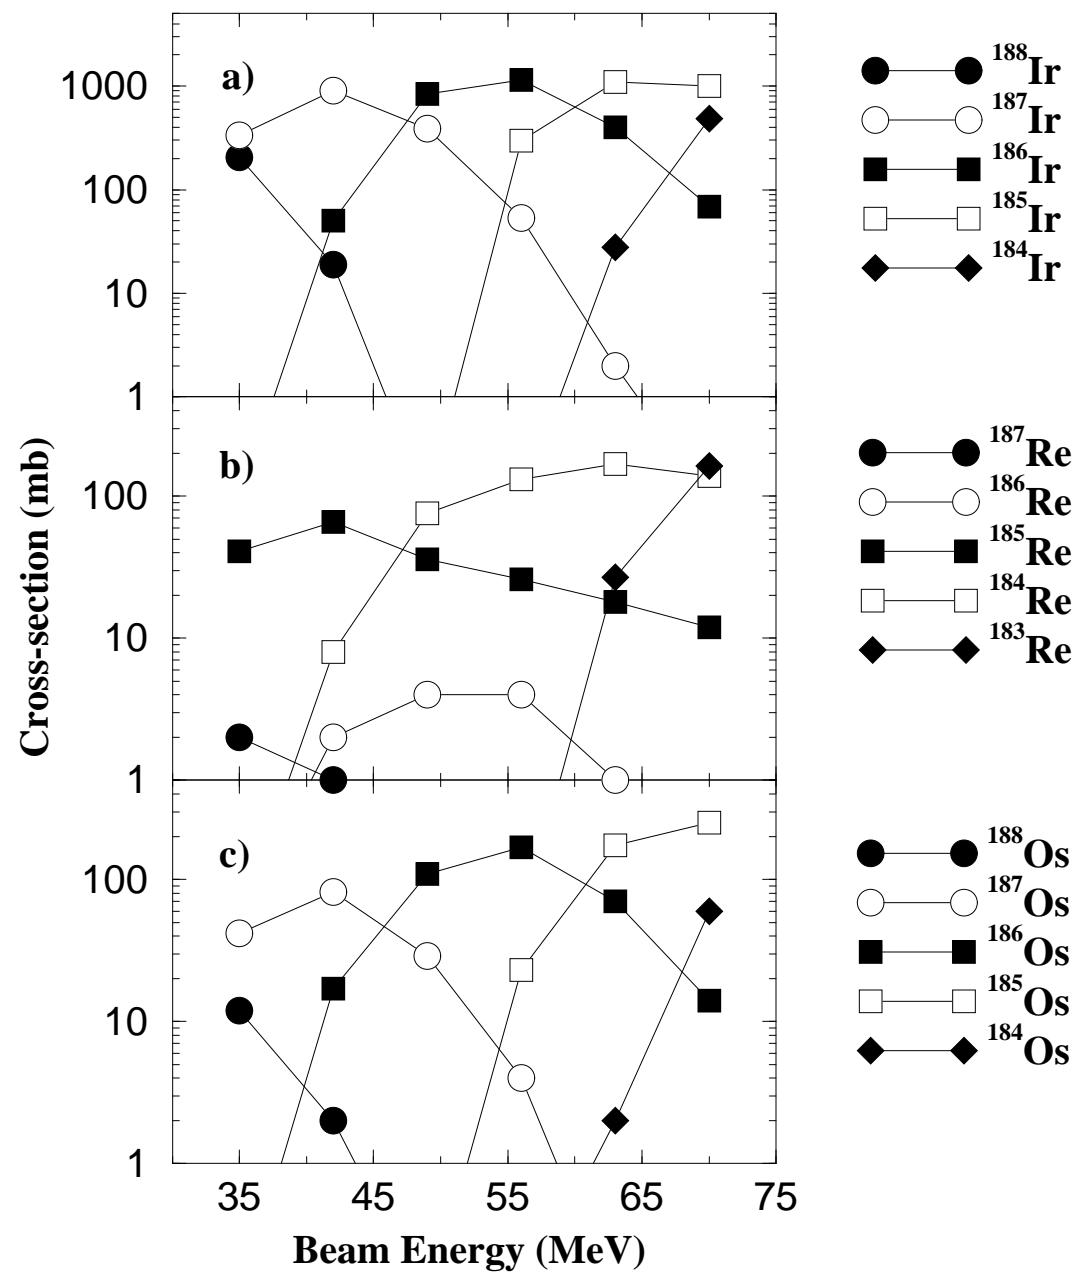 a)
1000
100
10
1
188Ir
187Ir
186Ir
185Ir
184Ir
b)
100
10
1
187Re
186Re
185Re
184Re
183Re
c)
100
10
1
188Os
187Os
186Os
185Os
184Os
Cross-section (mb)
35 45 55 65 75
Beam Energy (MeV)